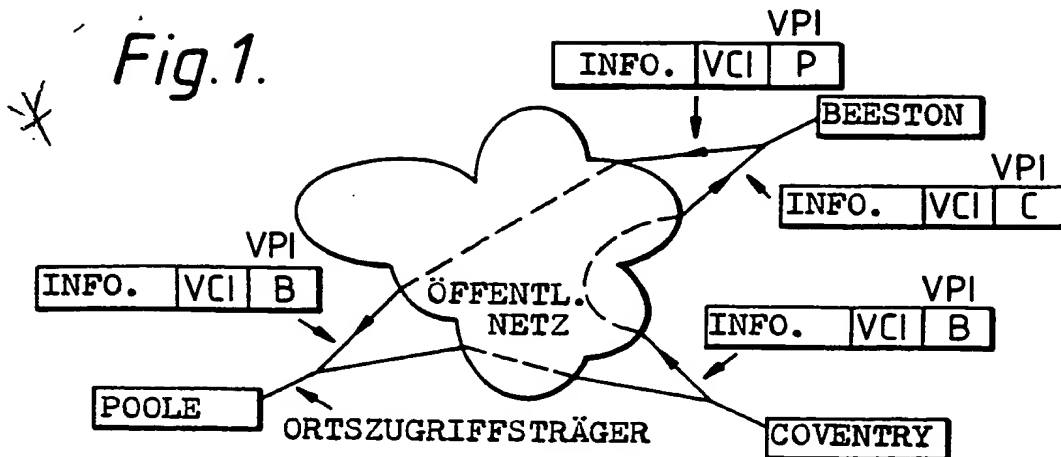 Fig.1.
VPI
INFO. VCI P
BEESTON
VPI
INFO. VCI C
VPI
INFO. VCI B
ÖFFENTL.
NETZ
VPI
INFO. VCI B
POOLE
ORTSZUGRIFFSTRÄGER
COVENTRY